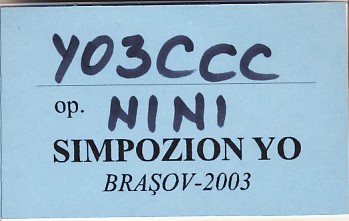 YO3CCC
op. NINI
SIMPOZION YO
BRAŞOV-2003